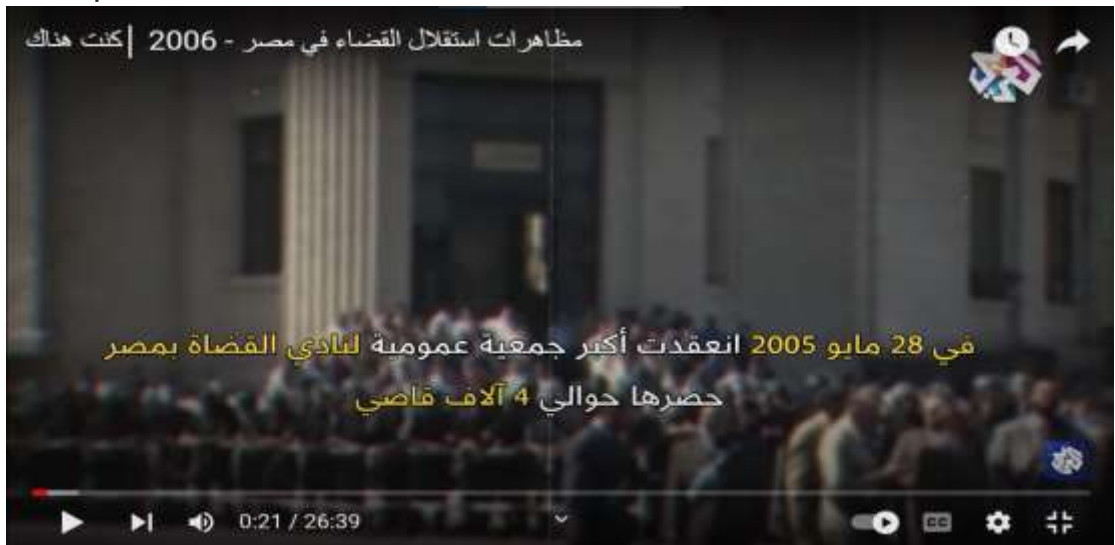 مظاهرات استقلال القضاء في مصر - 2006 | كنت هناك
في 28 مايو 2005 انعقدت أكبر جمعية عمومية لنادي القضاة بمصر
حضرها حوالي 4 آلاف قاضي
0:21 / 26:39
CC